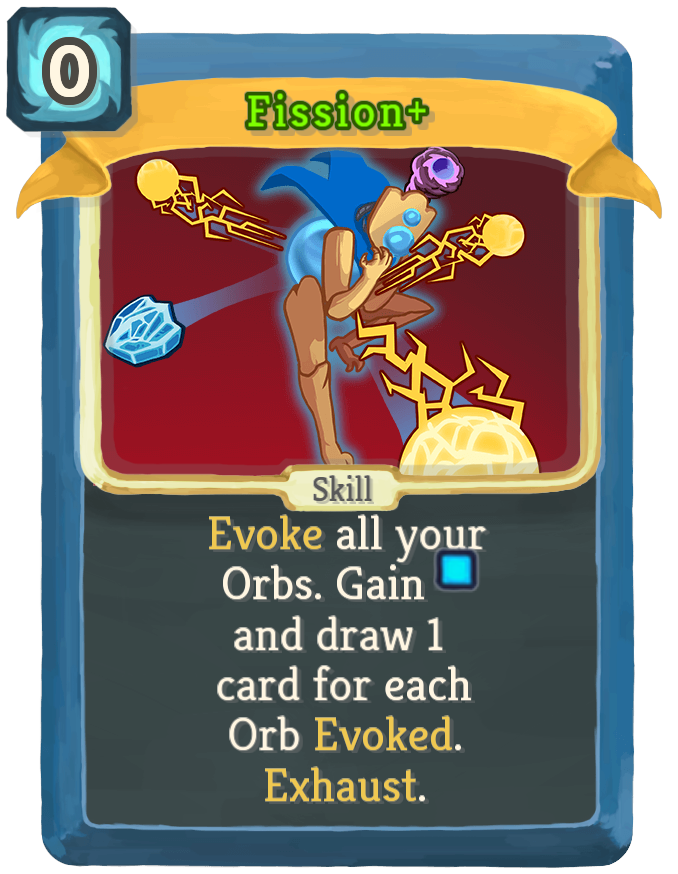 0
Fission+
Skill
Evoke all your
Orbs. Gain
and draw 1
card for each
Orb Evoked.
Exhaust.